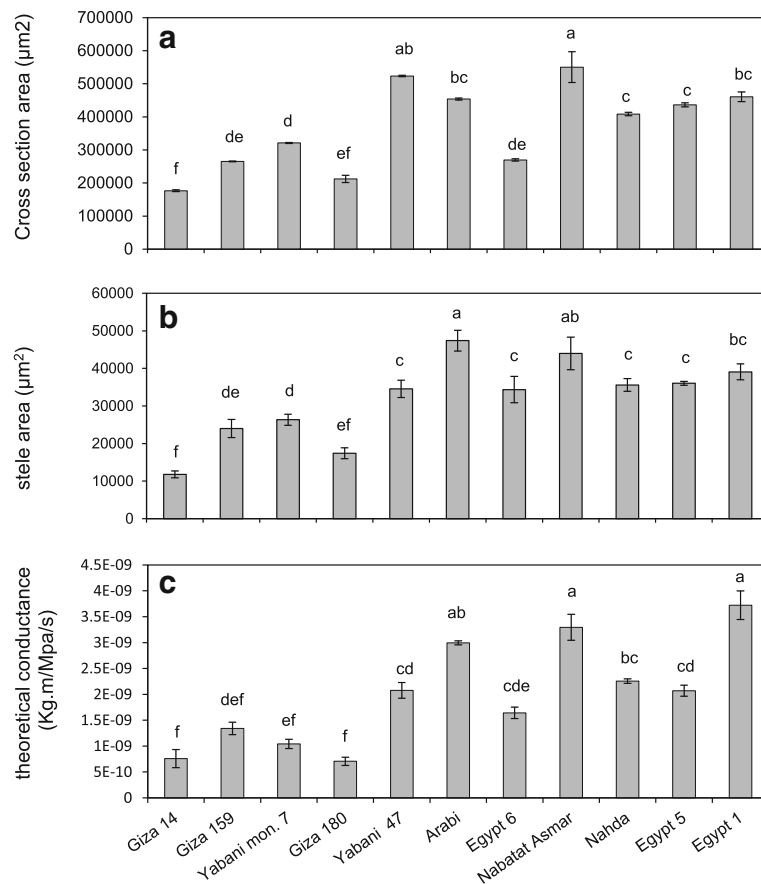 a
Cross section area (µm2)
700000
600000
500000
400000
300000
200000
100000
0
f de d ef ab bc de a c c bc
b
stele area (µm²)
60000
50000
40000
30000
20000
10000
0
f de d ef c a c ab c c bc
c
theoretical conductance
(Kg.m/Mpa/s)
4.5E-09
4E-09
3.5E-09
3E-09
2.5E-09
2E-09
1.5E-09
1E-09
5E-10
0
f def ef f cd ab cde a bc cd a
Giza 14
Giza 159
Yabani mon. 7
Giza 180
Yabani 47
Arabi
Egypt 6
Nabatat Asmar
Nahda
Egypt 5
Egypt 1